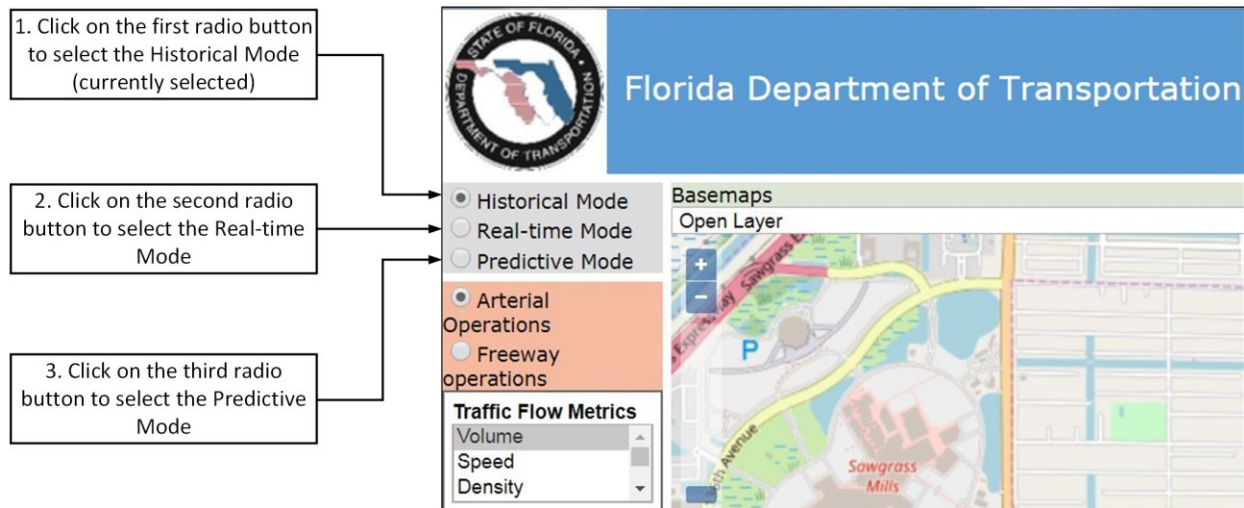 1. Click on the first radio button
to select the Historical Mode
(currently selected)
2. Click on the second radio
button to select the Real-time
Mode
3. Click on the third radio
button to select the Predictive
Mode
STATE OF FLORIDA
DEPARTMENT OF TRANSPORTATION
Florida Department of Transportation
Historical Mode
Real-time Mode
Predictive Mode
Arterial
Operations
Freeway
operations
Traffic Flow Metrics
Volume
Speed
Density
Basemaps
Open Layer
+
−
Sawgrass
P
136th Avenue
Sawgrass
Mills